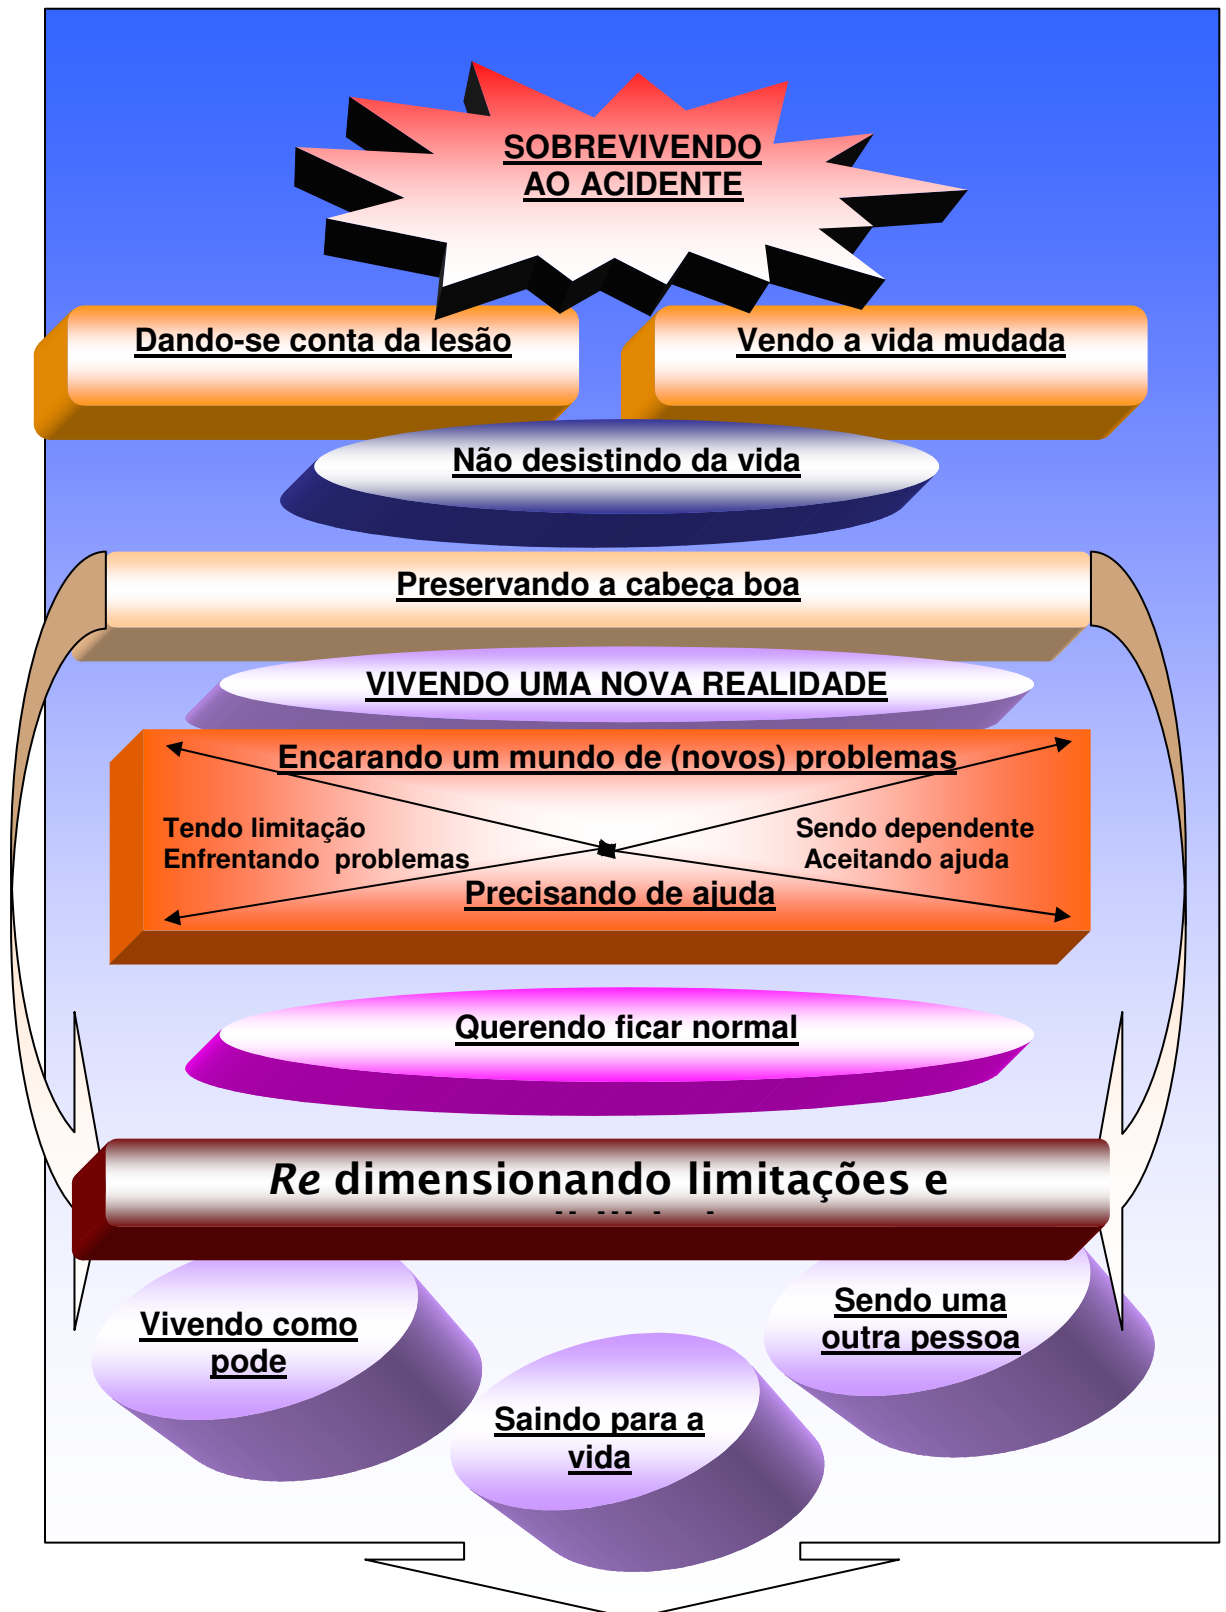 SOBREVIVENDO
AO ACIDENTE
Dando-se conta da lesão
Vendo a vida mudada
Não desistindo da vida
Preservando a cabeça boa
VIVENDO UMA NOVA REALIDADE
Encarando um mundo de (novos) problemas
Tendo limitação
Enfrentando  problemas
Sendo dependente
Aceitando ajuda
Precisando de ajuda
Querendo ficar normal
Re dimensionando limitações e
Vivendo como
pode
Sendo uma
outra pessoa
Saindo para a
vida